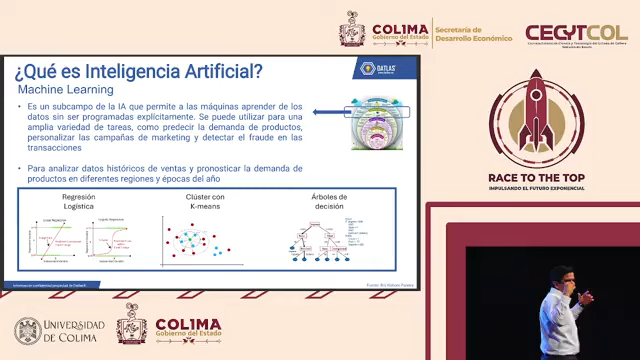 COLIMA
Gobierno del Estado
Secretaría de
Desarrollo Económico
CECYTCOL
¿Qué es Inteligencia Artificial?
DATLAS
Machine Learning
• Es un subcampo de la IA que permite a las máquinas aprender de los
datos sin ser programadas explícitamente. Se puede utilizar para una
amplia variedad de tareas, como predecir la demanda de productos,
personalizar las campañas de marketing y detectar el fraude en las
transacciones
• Para analizar datos históricos de ventas y pronosticar la demanda de
productos en diferentes regiones y épocas del año
Regresión
Logística
Clúster con
K-means
Árboles de
decisión
RACE TO THE TOP
IMPULSANDO EL FUTURO EXPONENCIAL
UNIVERSIDAD
DE COLIMA
COLIMA
Gobierno del Estado